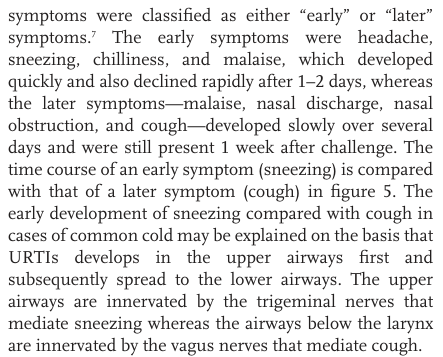 symptoms were classified as either “early” or “later”
symptoms.⁷ The early symptoms were headache,
sneezing, chilliness, and malaise, which developed
quickly and also declined rapidly after 1–2 days, whereas
the later symptoms—malaise, nasal discharge, nasal
obstruction, and cough—developed slowly over several
days and were still present 1 week after challenge. The
time course of an early symptom (sneezing) is compared
with that of a later symptom (cough) in figure 5. The
early development of sneezing compared with cough in
cases of common cold may be explained on the basis that
URTIs develops in the upper airways first and
subsequently spread to the lower airways. The upper
airways are innervated by the trigeminal nerves that
mediate sneezing whereas the airways below the larynx
are innervated by the vagus nerves that mediate cough.